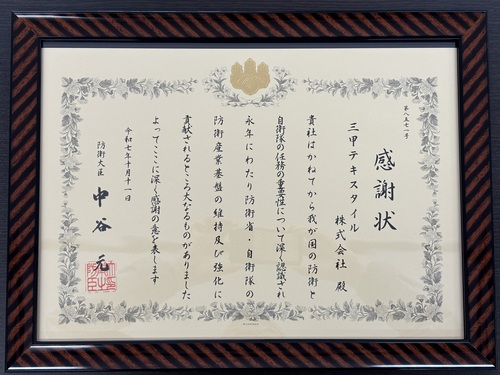 第八五七一号
感謝状
三甲テキスタイル
株式会社 殿
貴社はかねてから我が国の防衛と
自衛隊の任務の重要性について深く認識され
永年にわたり防衛省・自衛隊の
防衛産業基盤の維持及び強化に
貢献されるところ大なるものがありました
よってここに深く感謝の意を表します
令和七年十月十一日
防衛大臣 中谷 元